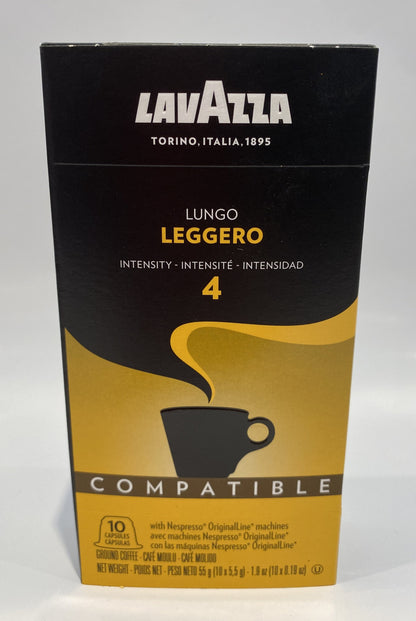 LAVAZZA
TORINO, ITALIA, 1895
LUNGO
LEGGERO
INTENSITY - INTENSITÉ - INTENSIDAD
4
COMPATIBLE
10
CAPSULES
CÁPSULAS
with Nespresso® OriginalLine® machines
avec machines Nespresso® OriginalLine®
con las máquinas Nespresso® OriginalLine®
GROUND COFFEE - CAFÉ MOULU - CAFÉ MOLIDO
NET WEIGHT - POIDS NET - PESO NETO 55 g (10 x 5,5 g) - 1.9 oz (10 x 0.19 oz)
U